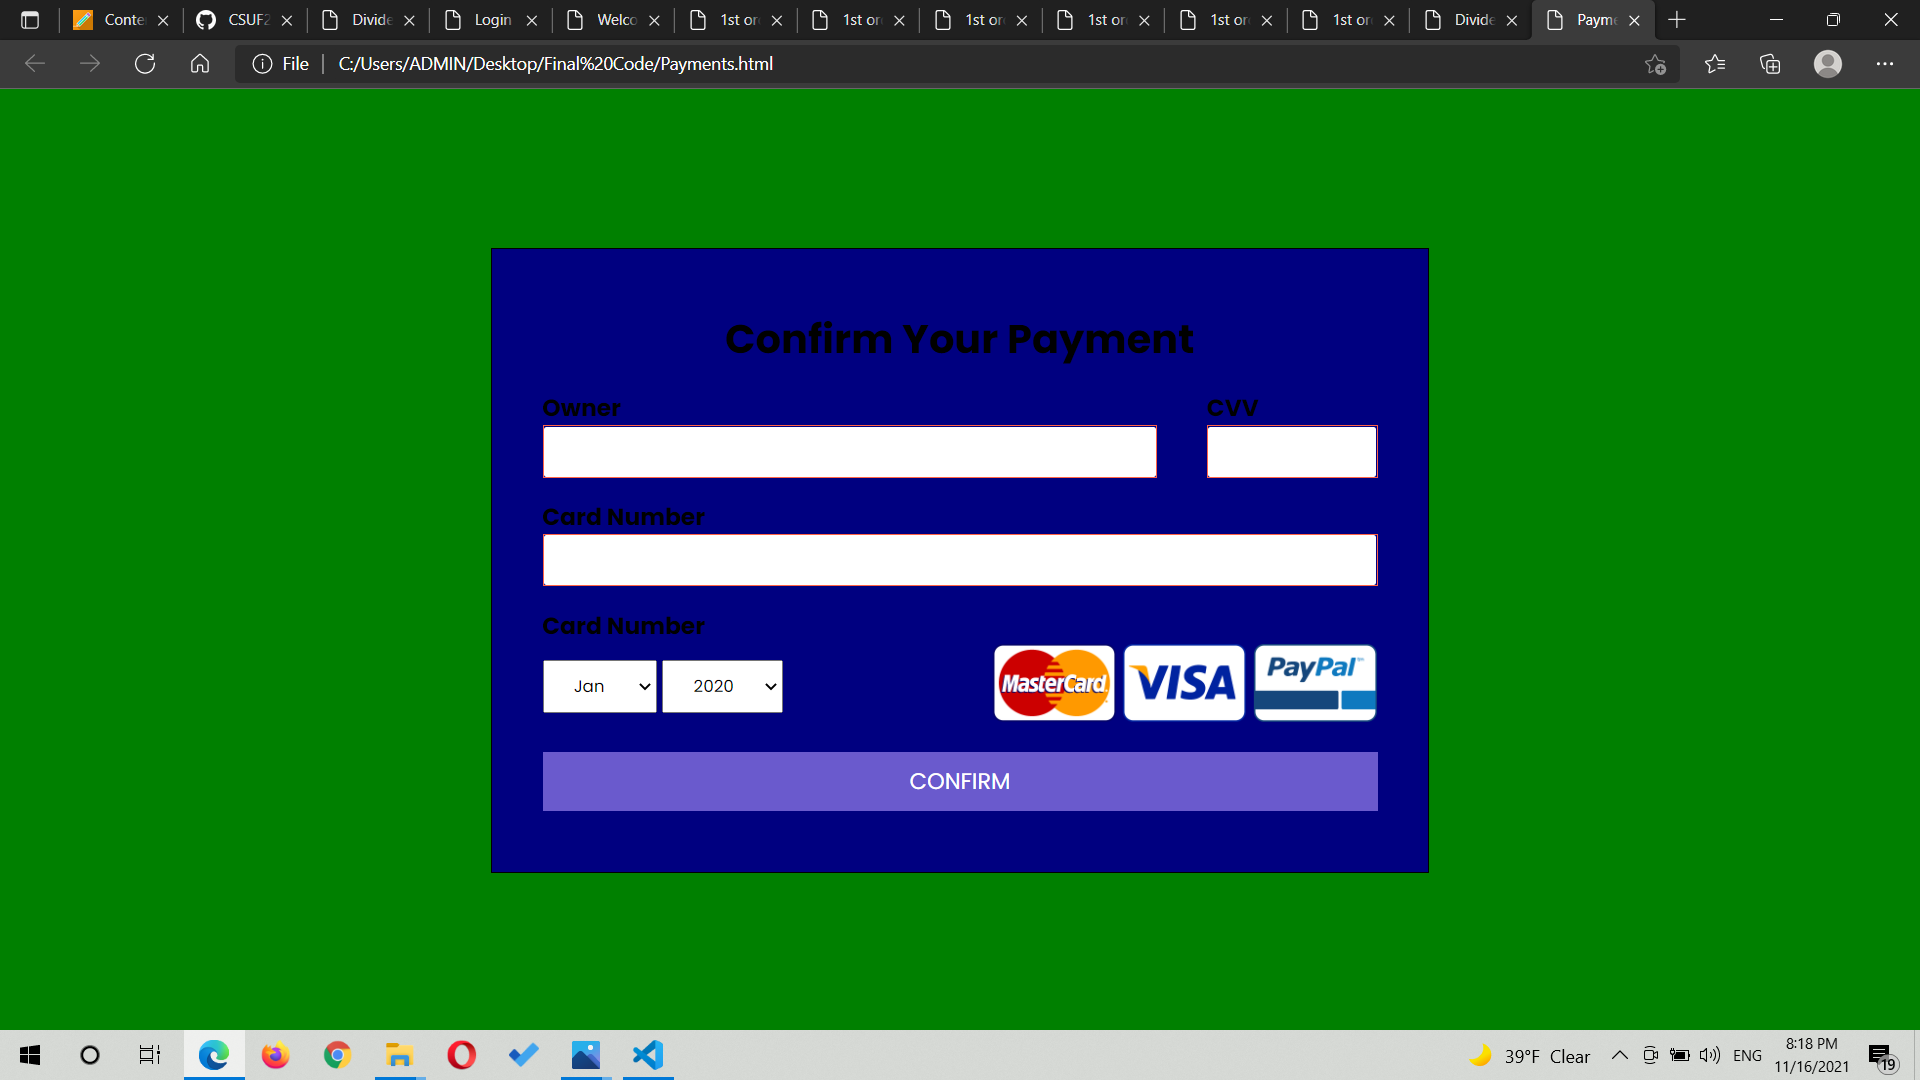 Conte CSUF2 Divide Login Welco 1st or 1st or 1st or 1st or 1st or 1st or Divide Payme
File C:/Users/ADMIN/Desktop/Final%20Code/Payments.html
Confirm Your Payment
Owner CVV
Card Number
Card Number
Jan 2020 MasterCard VISA PayPal
CONFIRM
39°F Clear ENG 8:18 PM
11/16/2021 19